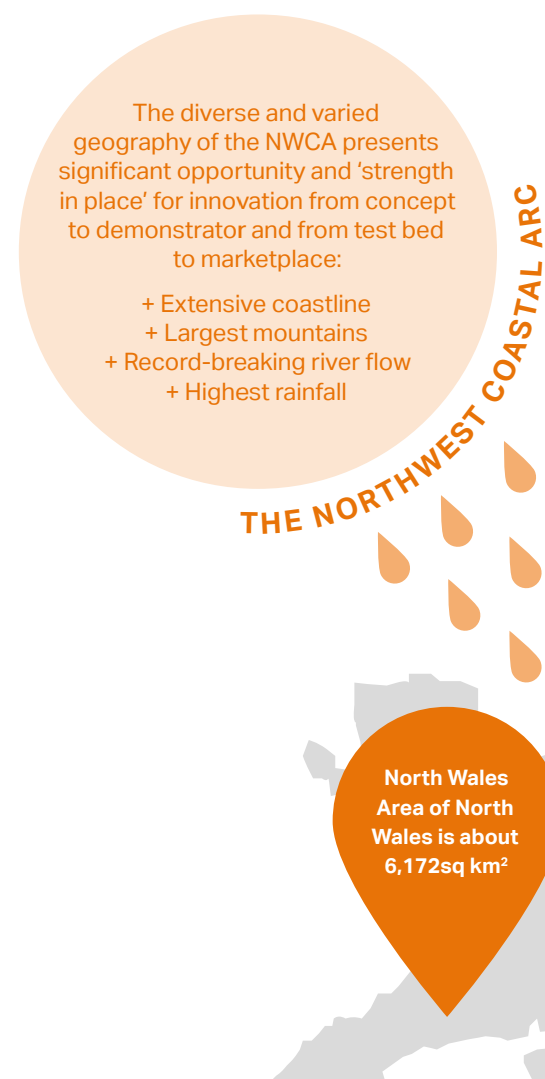 The diverse and varied
geography of the NWCA presents
significant opportunity and ‘strength
in place’ for innovation from concept
to demonstrator and from test bed
to marketplace:
+ Extensive coastline
+ Largest mountains
+ Record-breaking river flow
+ Highest rainfall
THE NORTHWEST COASTAL ARC
North Wales
Area of North
Wales is about
6,172sq km²